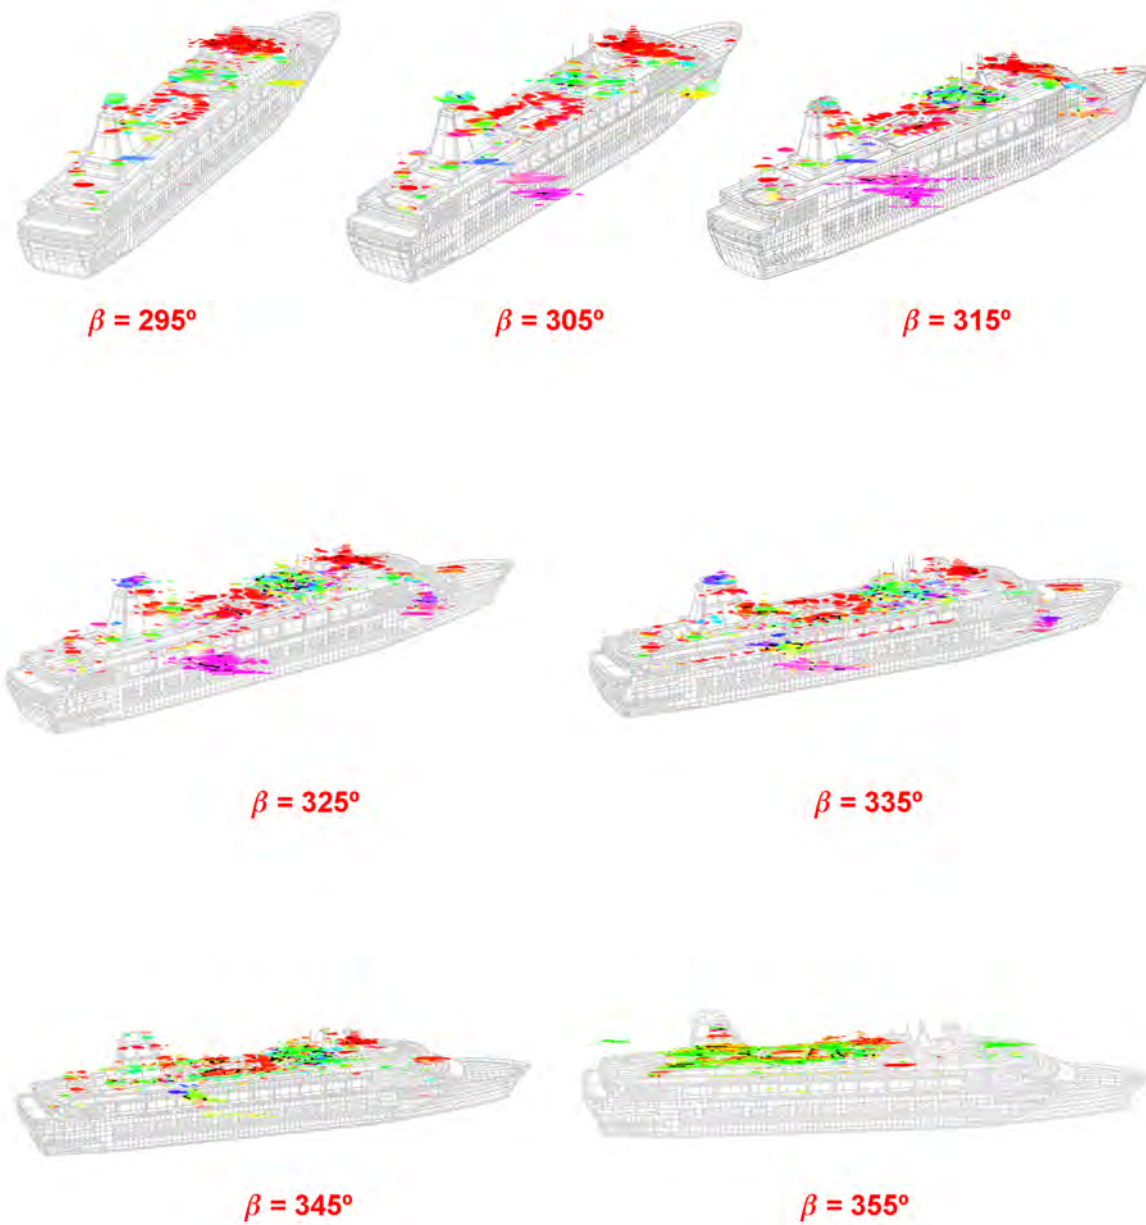 β = 295º
β = 305º
β = 315º
β = 325º
β = 335º
β = 345º
β = 355º